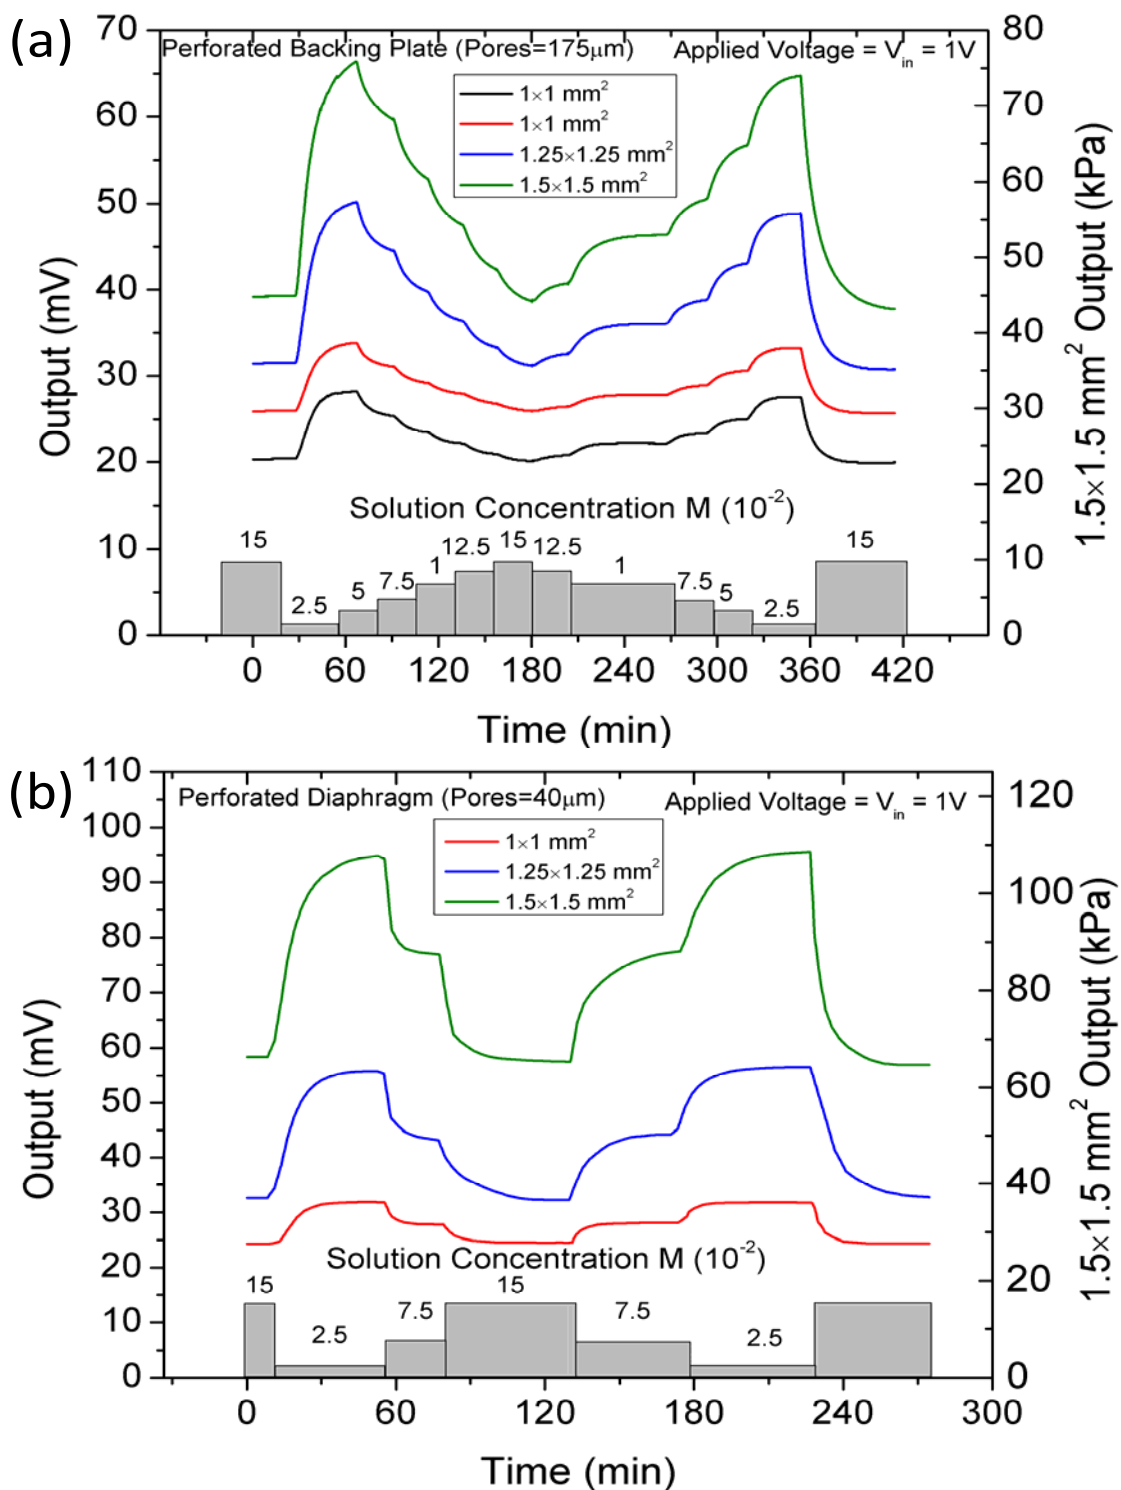 (a)
Perforated Backing Plate (Pores=175μm) Applied Voltage = V_in = 1V
1×1 mm²
1×1 mm²
1.25×1.25 mm²
1.5×1.5 mm²
Output (mV)
70
60
50
40
30
20
10
0
1.5×1.5 mm² Output (kPa)
80
70
60
50
40
30
20
10
0
Solution Concentration M (10⁻²)
15 2.5 5 7.5 1 12.5 15 12.5 1 7.5 5 2.5 15
0 60 120 180 240 300 360 420
Time (min)
(b)
Perforated Diaphragm (Pores=40μm) Applied Voltage = V_in = 1V
1×1 mm²
1.25×1.25 mm²
1.5×1.5 mm²
Output (mV)
110
100
90
80
70
60
50
40
30
20
10
0
1.5×1.5 mm² Output (kPa)
120
100
80
60
40
20
0
Solution Concentration M (10⁻²)
15 2.5 7.5 15 7.5 2.5
0 60 120 180 240 300
Time (min)